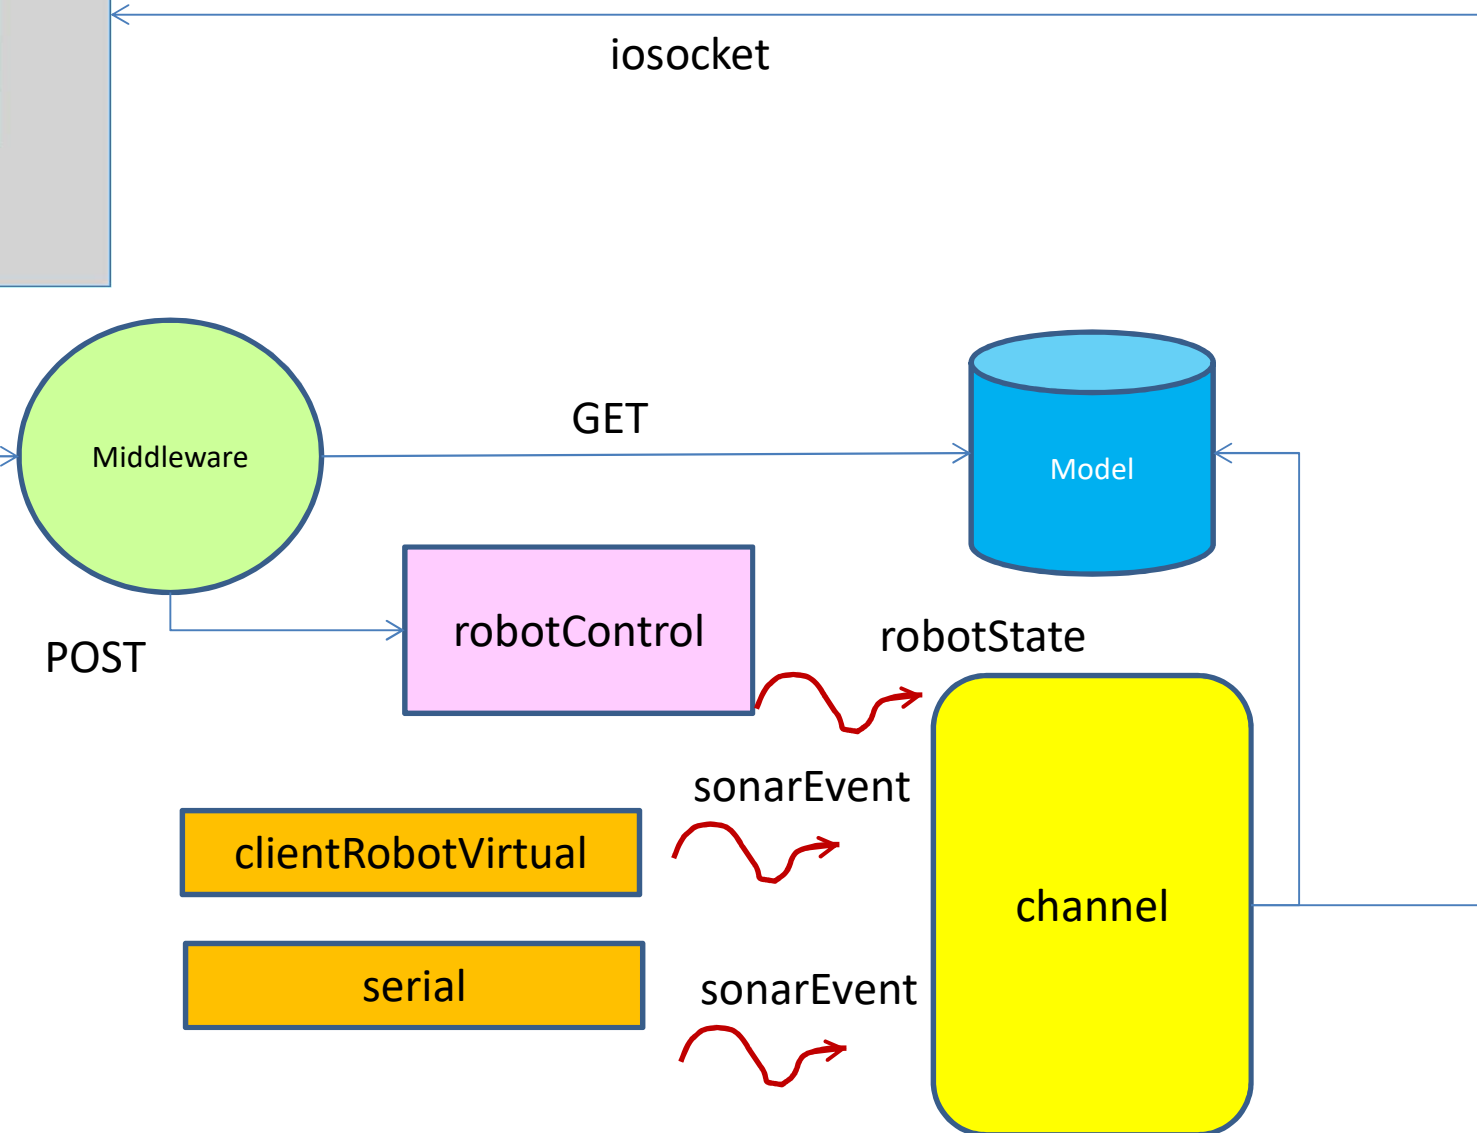 iosocket
GET
Middleware
Model
robotControl
robotState
POST
sonarEvent
clientRobotVirtual
channel
serial
sonarEvent